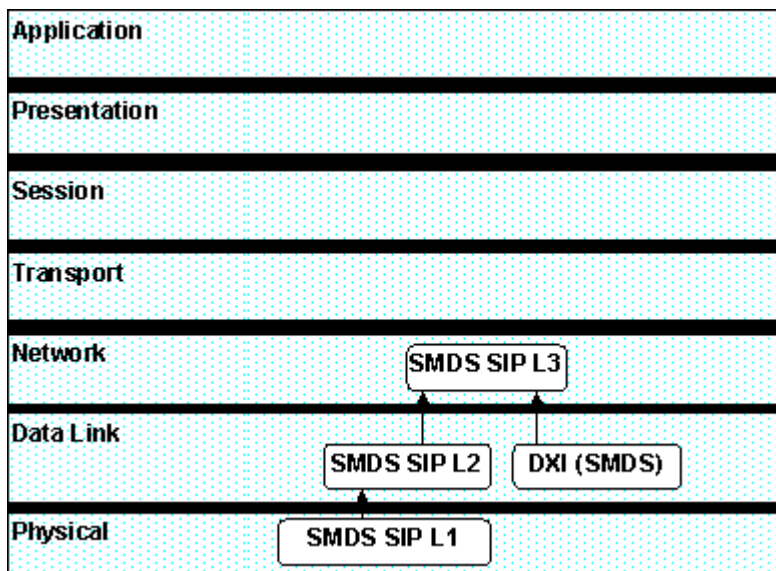 Application
Presentation
Session
Transport
Network
SMDS SIP L3
Data Link
SMDS SIP L2
DXI (SMDS)
Physical
SMDS SIP L1